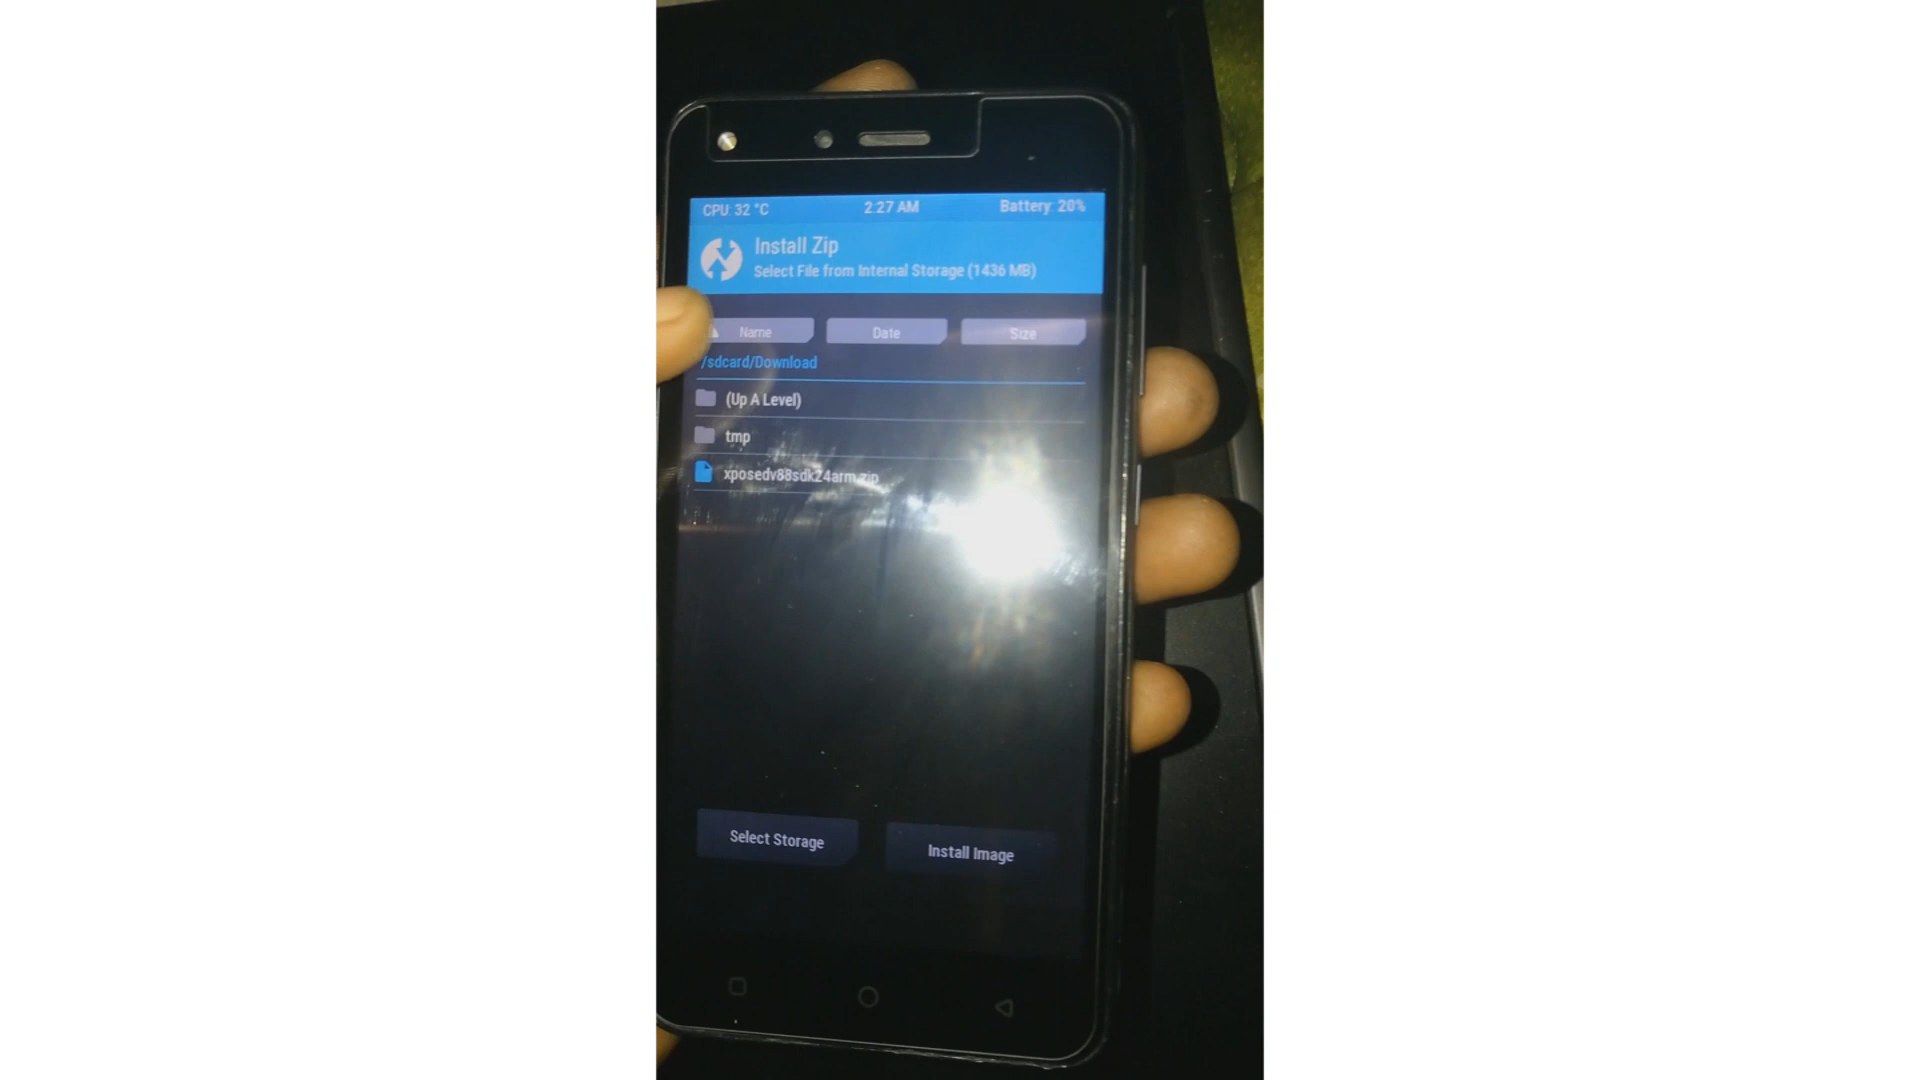 CPU: 32 °C 2:27 AM Battery: 20%
Install Zip
Select File from Internal Storage (1436 MB)
Name Date Size
/sdcard/Download
(Up A Level)
tmp
xposedv88sdk24arm.zip
Select Storage Install Image